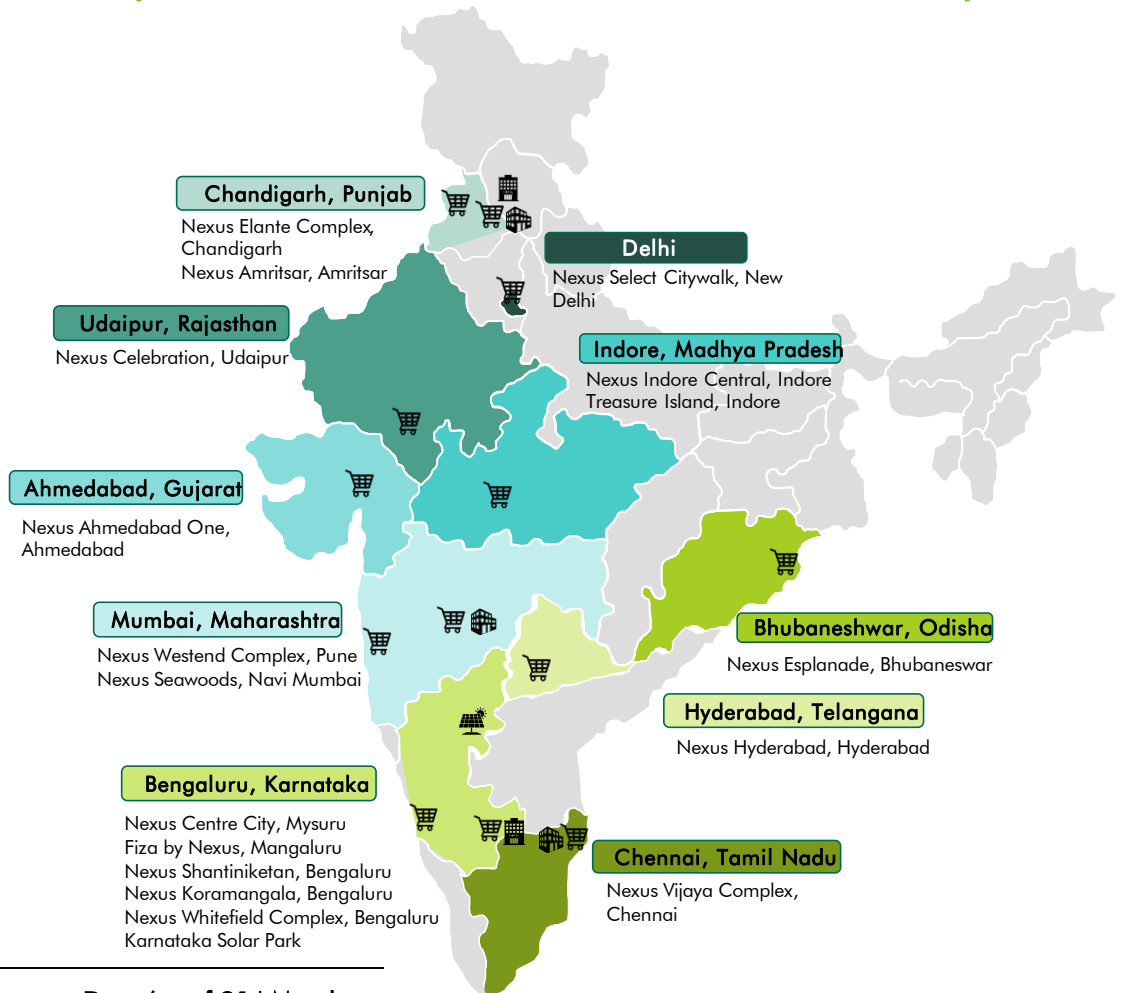 Chandigarh, Punjab
Nexus Elante Complex,
Chandigarh
Nexus Amritsar, Amritsar
Delhi
Nexus Select Citywalk, New
Delhi
Udaipur, Rajasthan
Nexus Celebration, Udaipur
Indore, Madhya Pradesh
Nexus Indore Central, Indore
Treasure Island, Indore
Ahmedabad, Gujarat
Nexus Ahmedabad One,
Ahmedabad
Mumbai, Maharashtra
Nexus Westend Complex, Pune
Nexus Seawoods, Navi Mumbai
Bhubaneshwar, Odisha
Nexus Esplanade, Bhubaneswar
Hyderabad, Telangana
Nexus Hyderabad, Hyderabad
Bengaluru, Karnataka
Nexus Centre City, Mysuru
Fiza by Nexus, Mangaluru
Nexus Shantiniketan, Bengaluru
Nexus Koramangala, Bengaluru
Nexus Whitefield Complex, Bengaluru
Karnataka Solar Park
Chennai, Tamil Nadu
Nexus Vijaya Complex,
Chennai